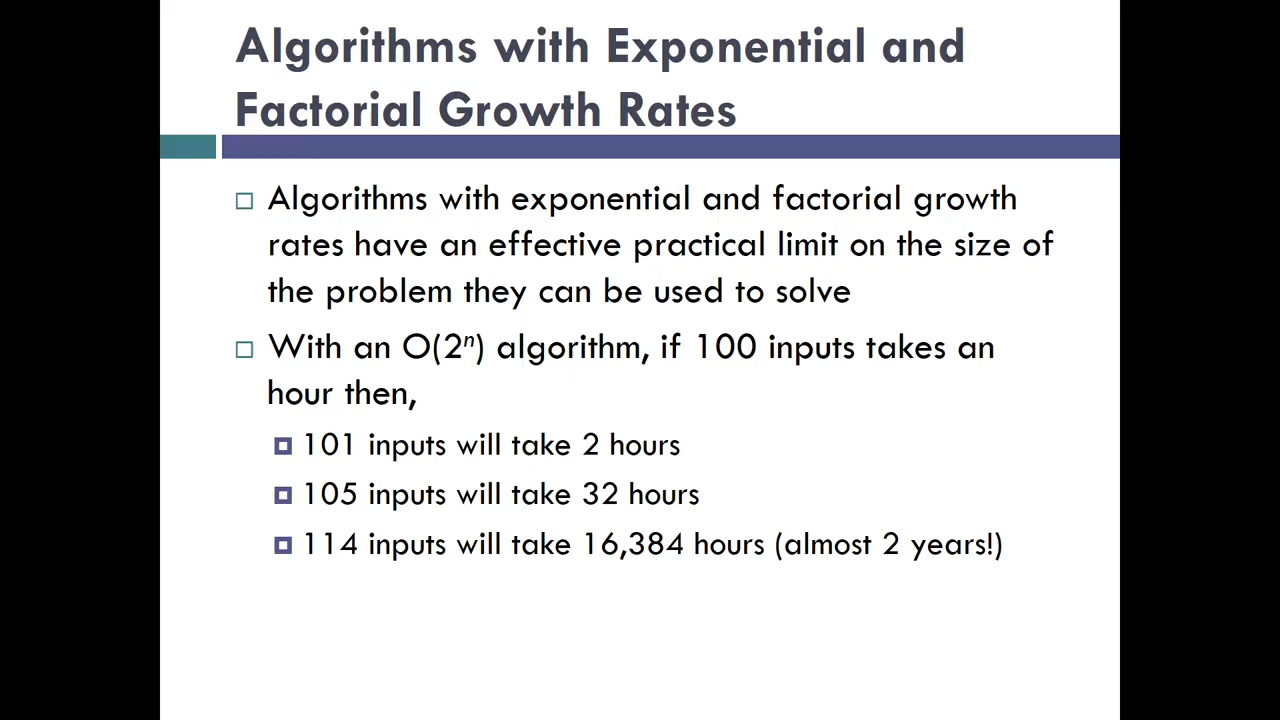 Algorithms with Exponential and
Factorial Growth Rates
Algorithms with exponential and factorial growth
rates have an effective practical limit on the size of
the problem they can be used to solve
With an O(2ⁿ) algorithm, if 100 inputs takes an
hour then,
101 inputs will take 2 hours
105 inputs will take 32 hours
114 inputs will take 16,384 hours (almost 2 years!)